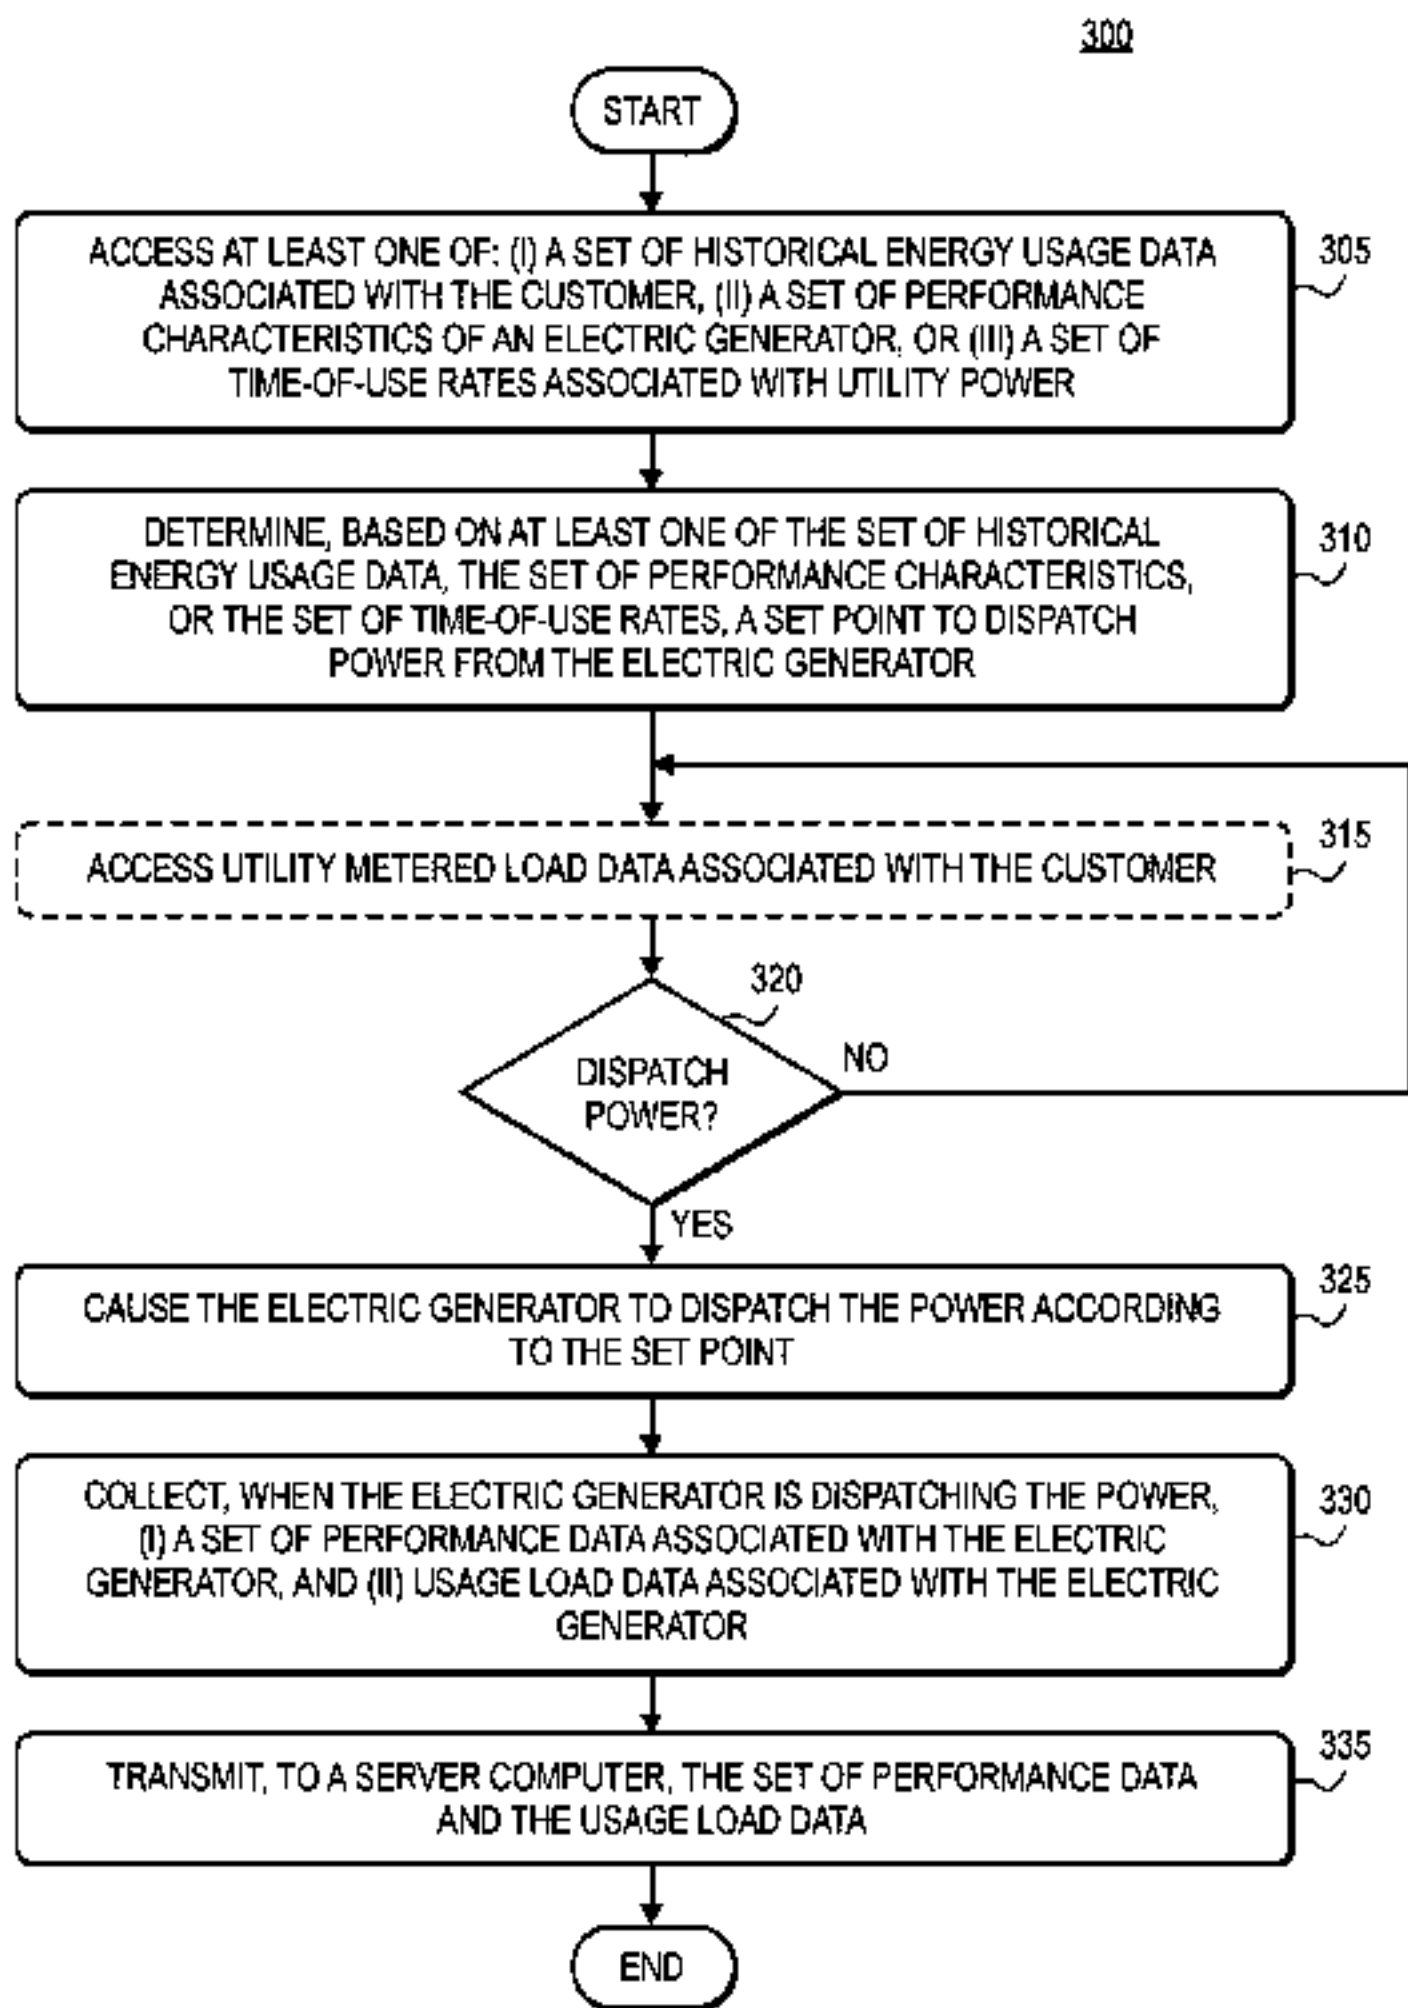 300
START
ACCESS AT LEAST ONE OF: (I) A SET OF HISTORICAL ENERGY USAGE DATA
ASSOCIATED WITH THE CUSTOMER, (II) A SET OF PERFORMANCE
CHARACTERISTICS OF AN ELECTRIC GENERATOR, OR (III) A SET OF
TIME-OF-USE RATES ASSOCIATED WITH UTILITY POWER
305
DETERMINE, BASED ON AT LEAST ONE OF THE SET OF HISTORICAL
ENERGY USAGE DATA, THE SET OF PERFORMANCE CHARACTERISTICS,
OR THE SET OF TIME-OF-USE RATES, A SET POINT TO DISPATCH
POWER FROM THE ELECTRIC GENERATOR
310
ACCESS UTILITY METERED LOAD DATA ASSOCIATED WITH THE CUSTOMER
315
320
DISPATCH
POWER?
NO
YES
CAUSE THE ELECTRIC GENERATOR TO DISPATCH THE POWER ACCORDING
TO THE SET POINT
325
COLLECT, WHEN THE ELECTRIC GENERATOR IS DISPATCHING THE POWER,
(I) A SET OF PERFORMANCE DATA ASSOCIATED WITH THE ELECTRIC
GENERATOR, AND (II) USAGE LOAD DATA ASSOCIATED WITH THE ELECTRIC
GENERATOR
330
TRANSMIT, TO A SERVER COMPUTER, THE SET OF PERFORMANCE DATA
AND THE USAGE LOAD DATA
335
END